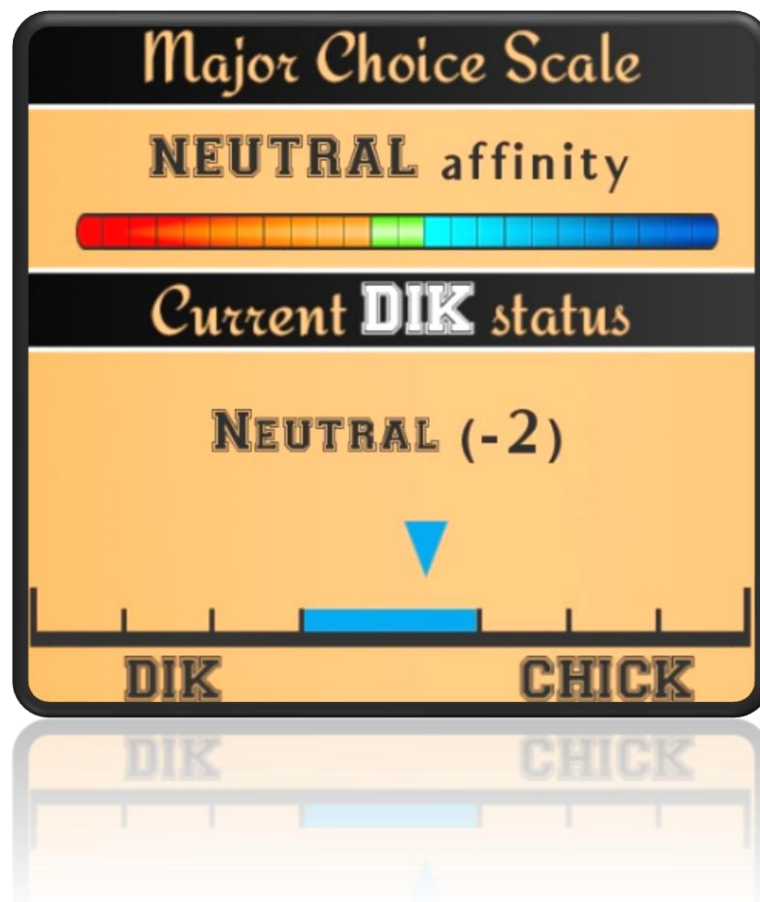 Major Choice Scale
NEUTRAL affinity
Current DIK status
NEUTRAL (-2)
DIK CHICK